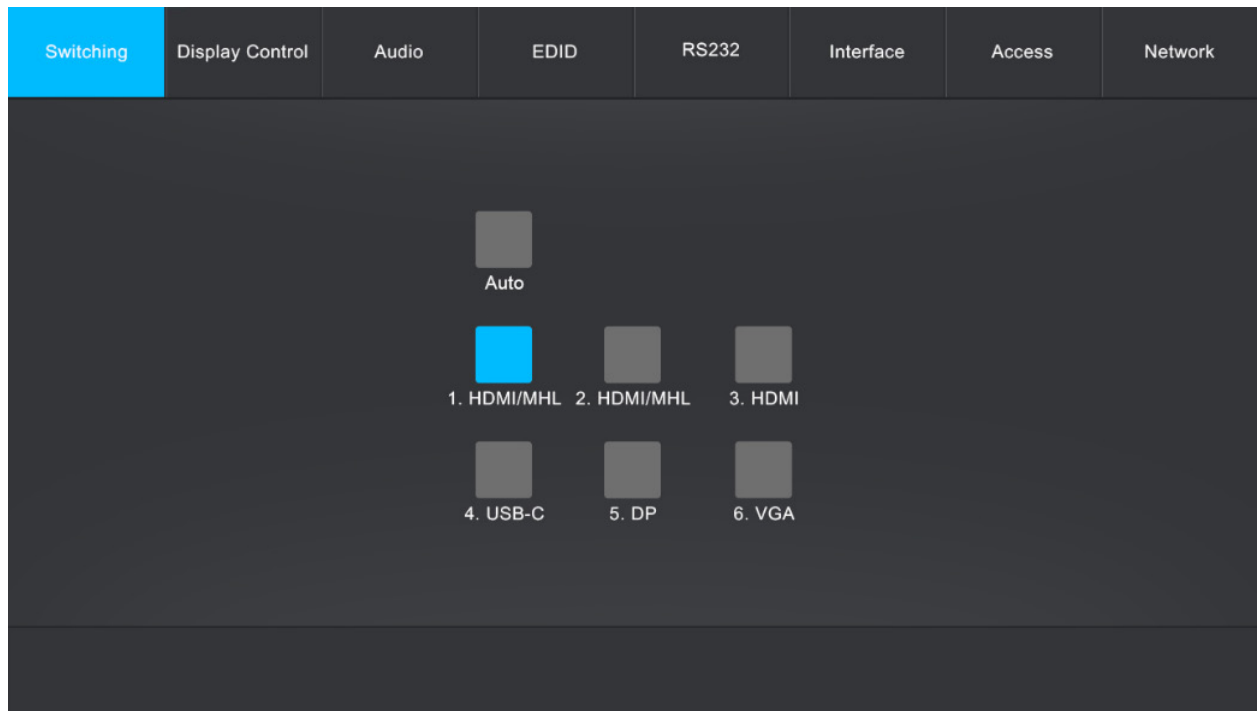 Switching Display Control Audio EDID RS232 Interface Access Network
Auto
1. HDMI/MHL 2. HDMI/MHL 3. HDMI
4. USB-C 5. DP 6. VGA